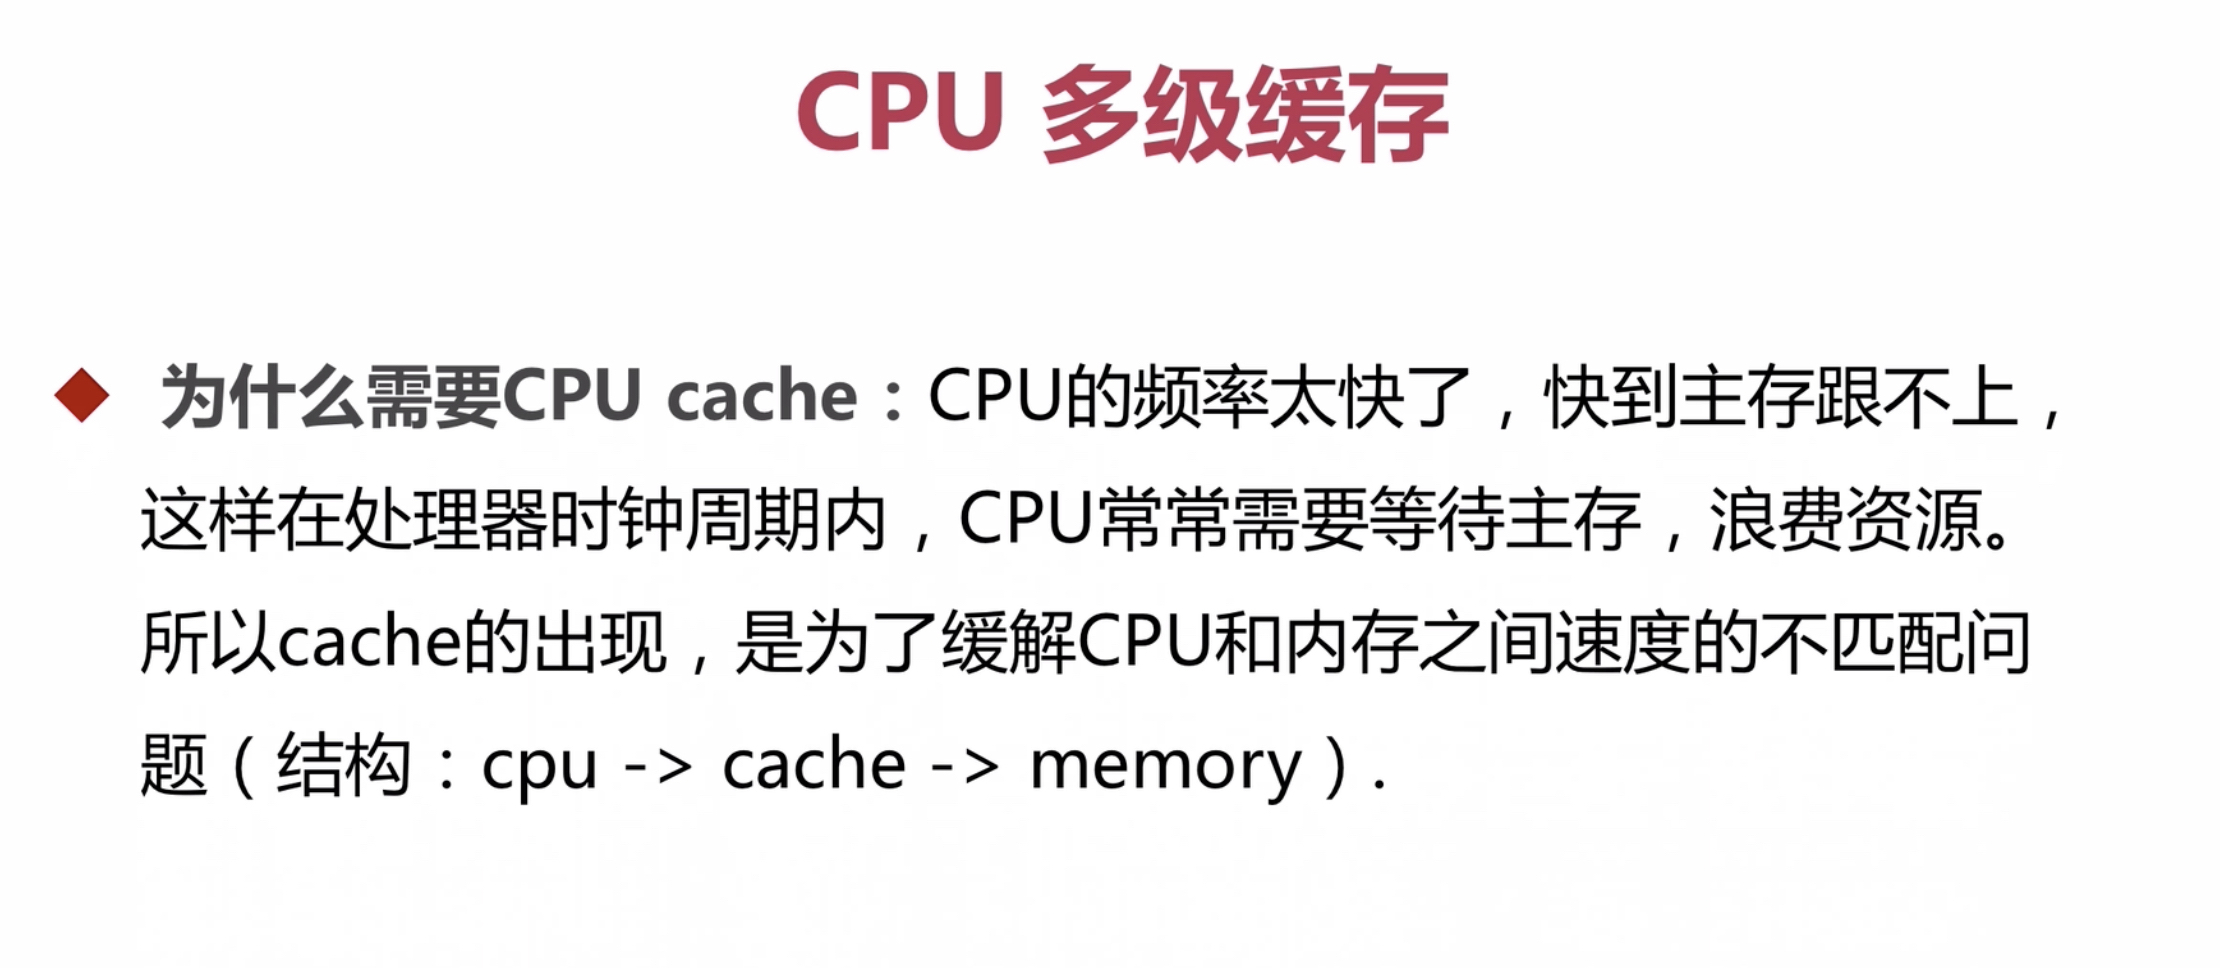 CPU 多级缓存
为什么需要CPU cache：CPU的频率太快了，快到主存跟不上，
这样在处理器时钟周期内，CPU常常需要等待主存，浪费资源。
所以cache的出现，是为了缓解CPU和内存之间速度的不匹配问
题（结构：cpu -> cache -> memory）.